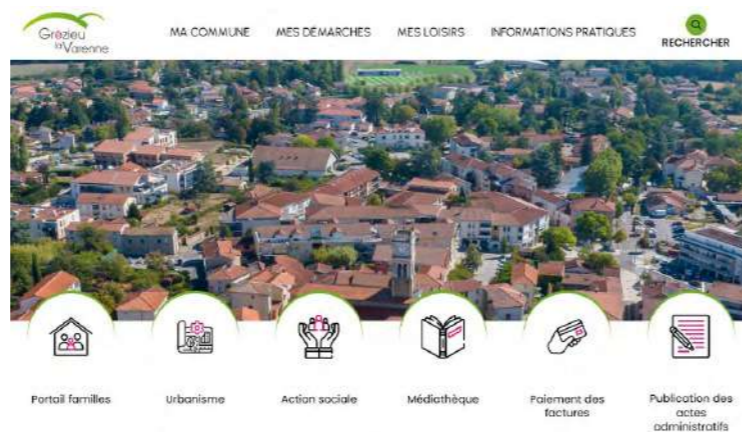 Grézieu
la Varenne
MA COMMUNE
MES DÉMARCHES
MES LOISIRS
INFORMATIONS PRATIQUES
RECHERCHER
Portail familles
Urbanisme
Action sociale
Médiathèque
Paiement des
factures
Publication des
actes
administratifs